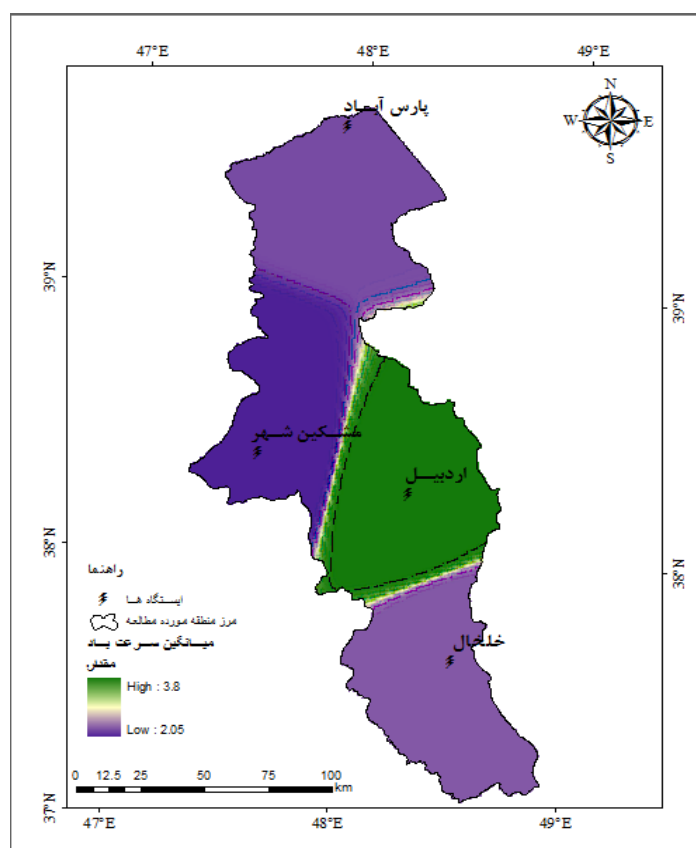 47°E 48°E 49°E
N
W E
S
پارس آباد
39°N 39°N
مشکین شهر
اردبیل
38°N 38°N
راهنما
ایستگاه ها
مرز منطقه مورده مطالعه
میانگین سرعت باد
خلخال
High : 3.8
Low : 2.05
0 12.5 25 50 75 100
km
37°N
47°E 48°E 49°E